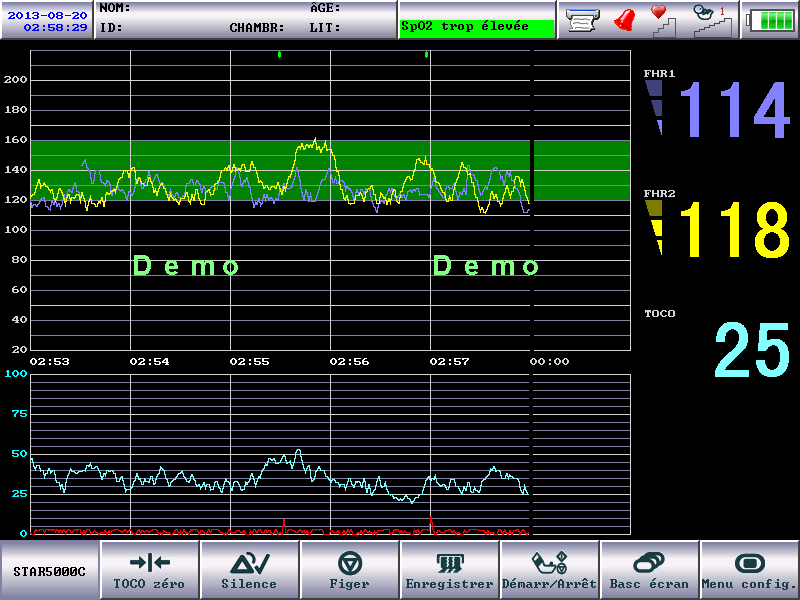 2013-08-20
02:58:29
NOM: AGE:
ID: CHAMBR: LIT:
SpO2 trop élevée
1
FHR1
114
FHR2
118
TOCO
25
200
180
160
140
120
100
80
60
40
20
Demo Demo
02:53 02:54 02:55 02:56 02:57 00:00
100
75
50
25
0
STAR5000C
TOCO zéro
Silence
Figer
Enregistrer
Démarr/Arrêt
Basc écran
Menu config.